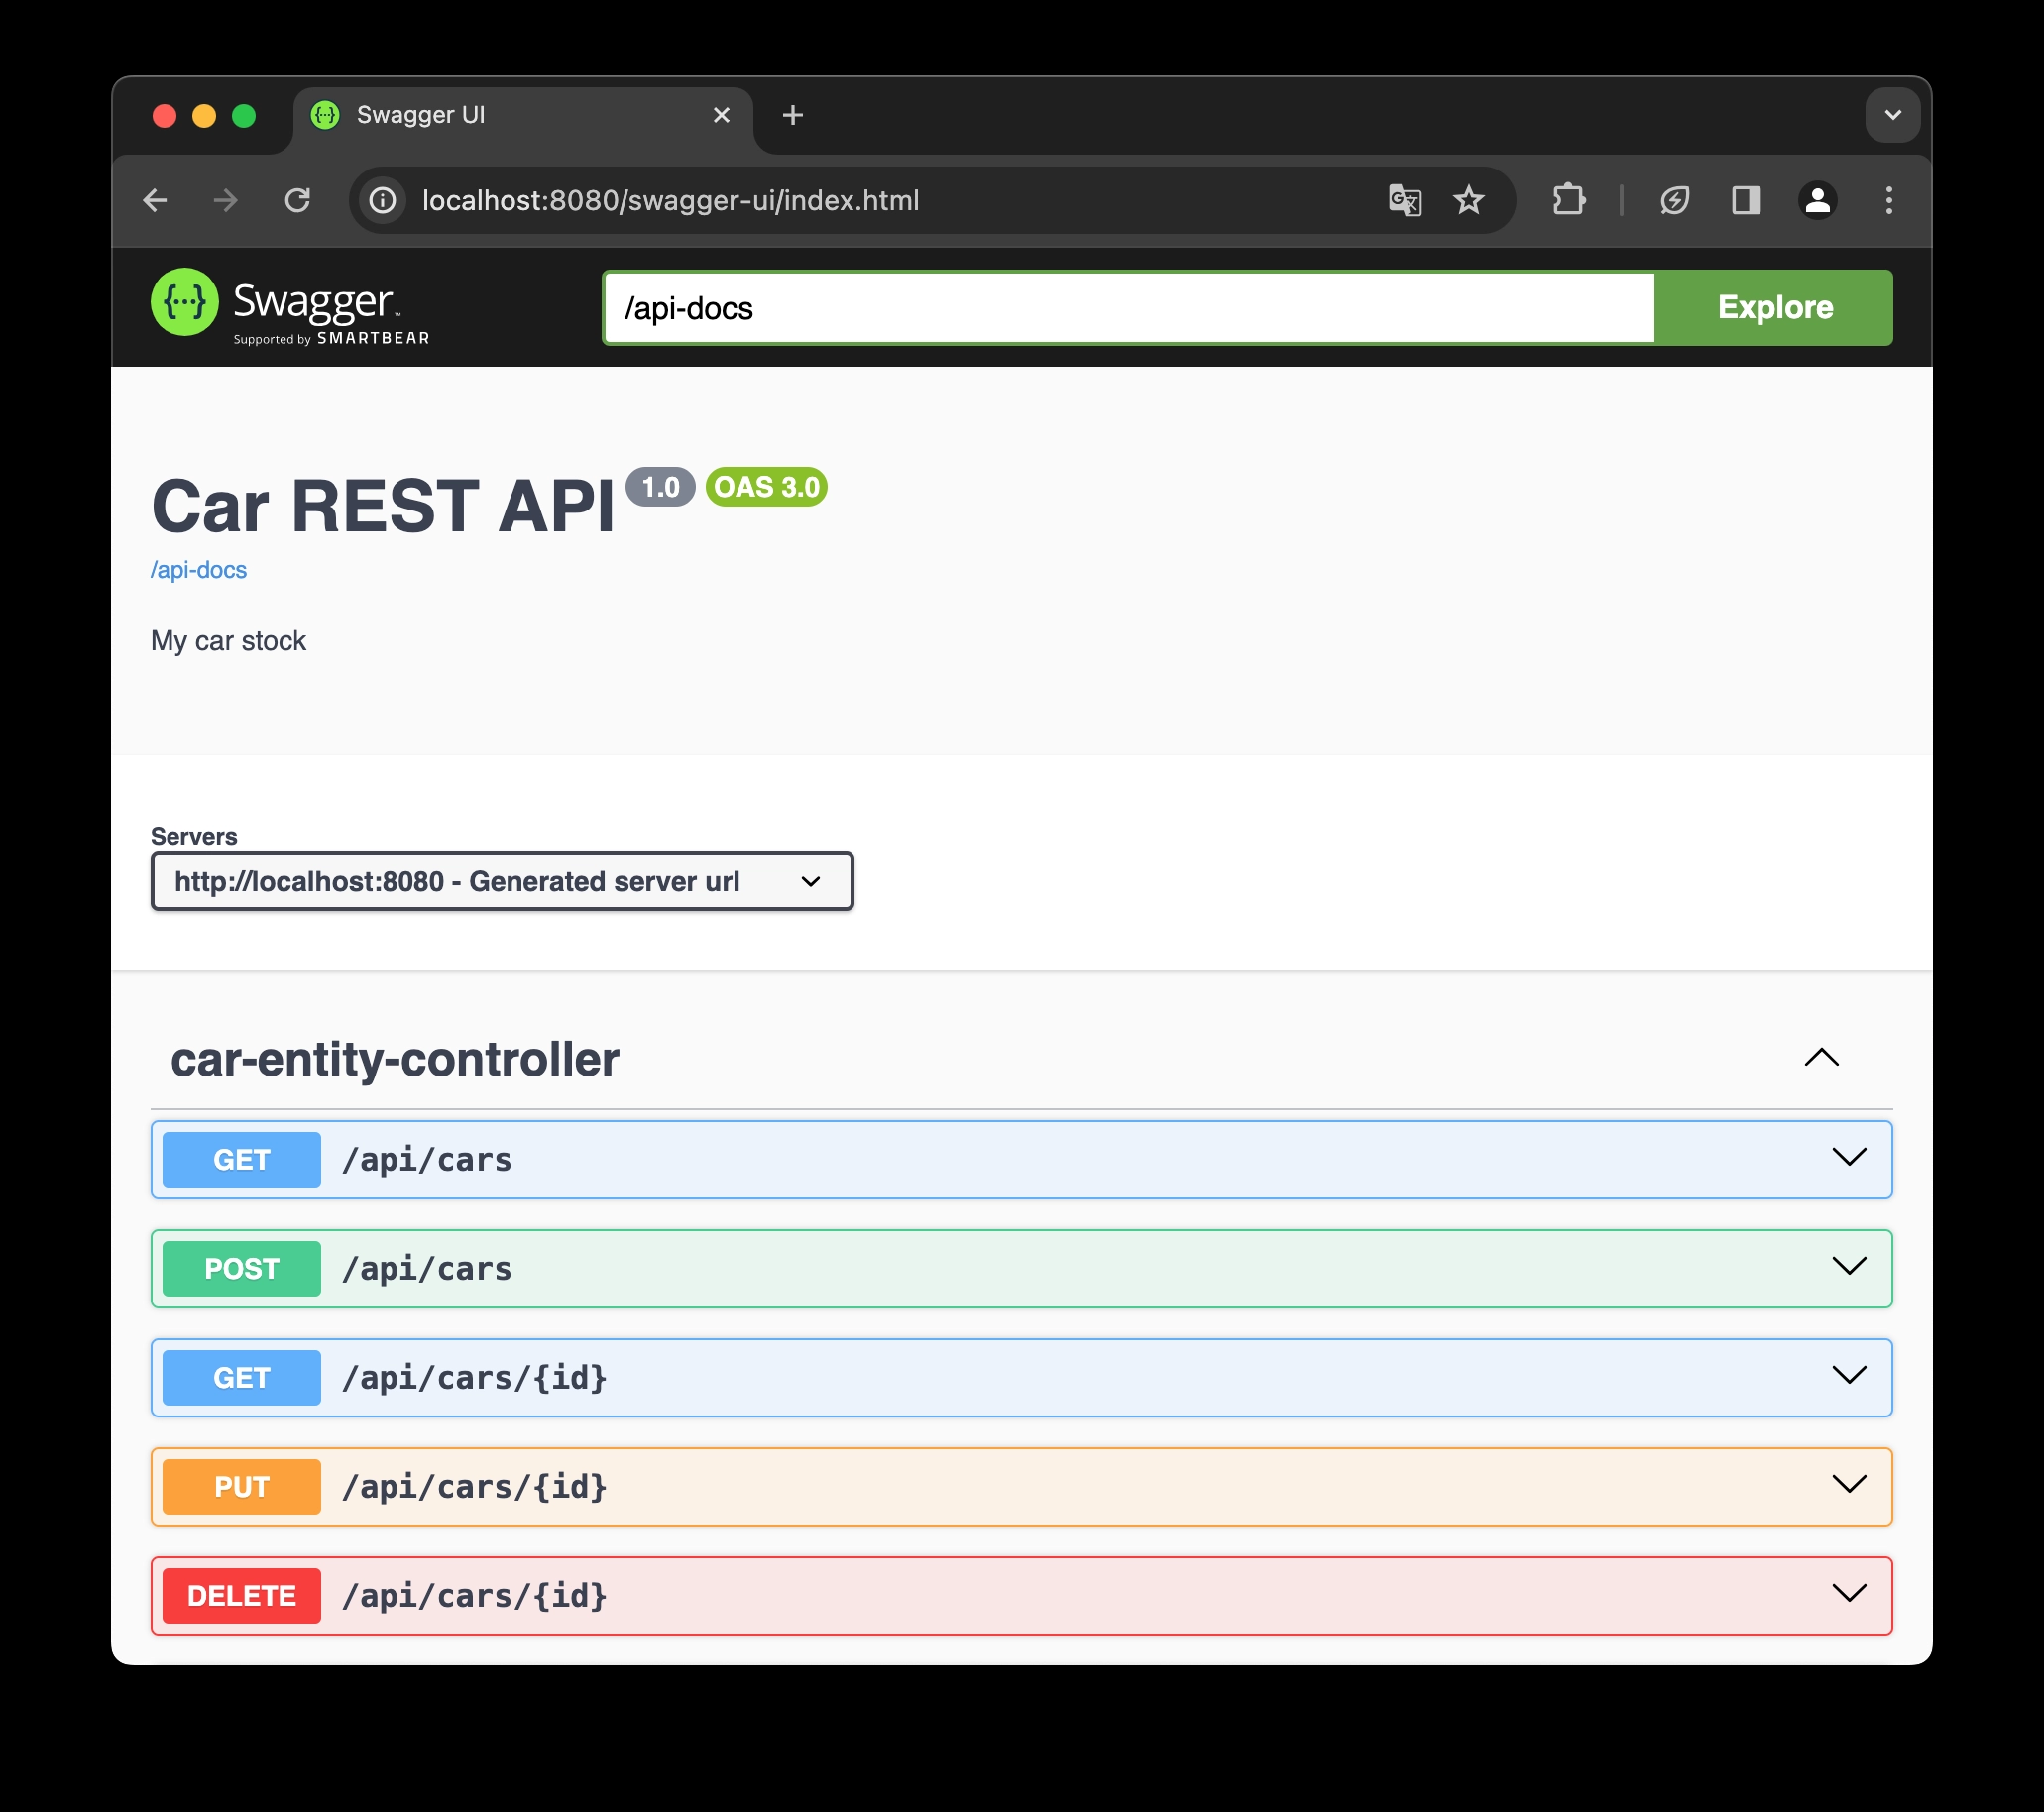 Swagger UI
localhost:8080/swagger-ui/index.html
{···} Swagger™
Supported by SMARTBEAR
/api-docs
Explore
Car REST API 1.0 OAS 3.0
/api-docs
My car stock
Servers
http://localhost:8080 - Generated server url
car-entity-controller
GET /api/cars
POST /api/cars
GET /api/cars/{id}
PUT /api/cars/{id}
DELETE /api/cars/{id}